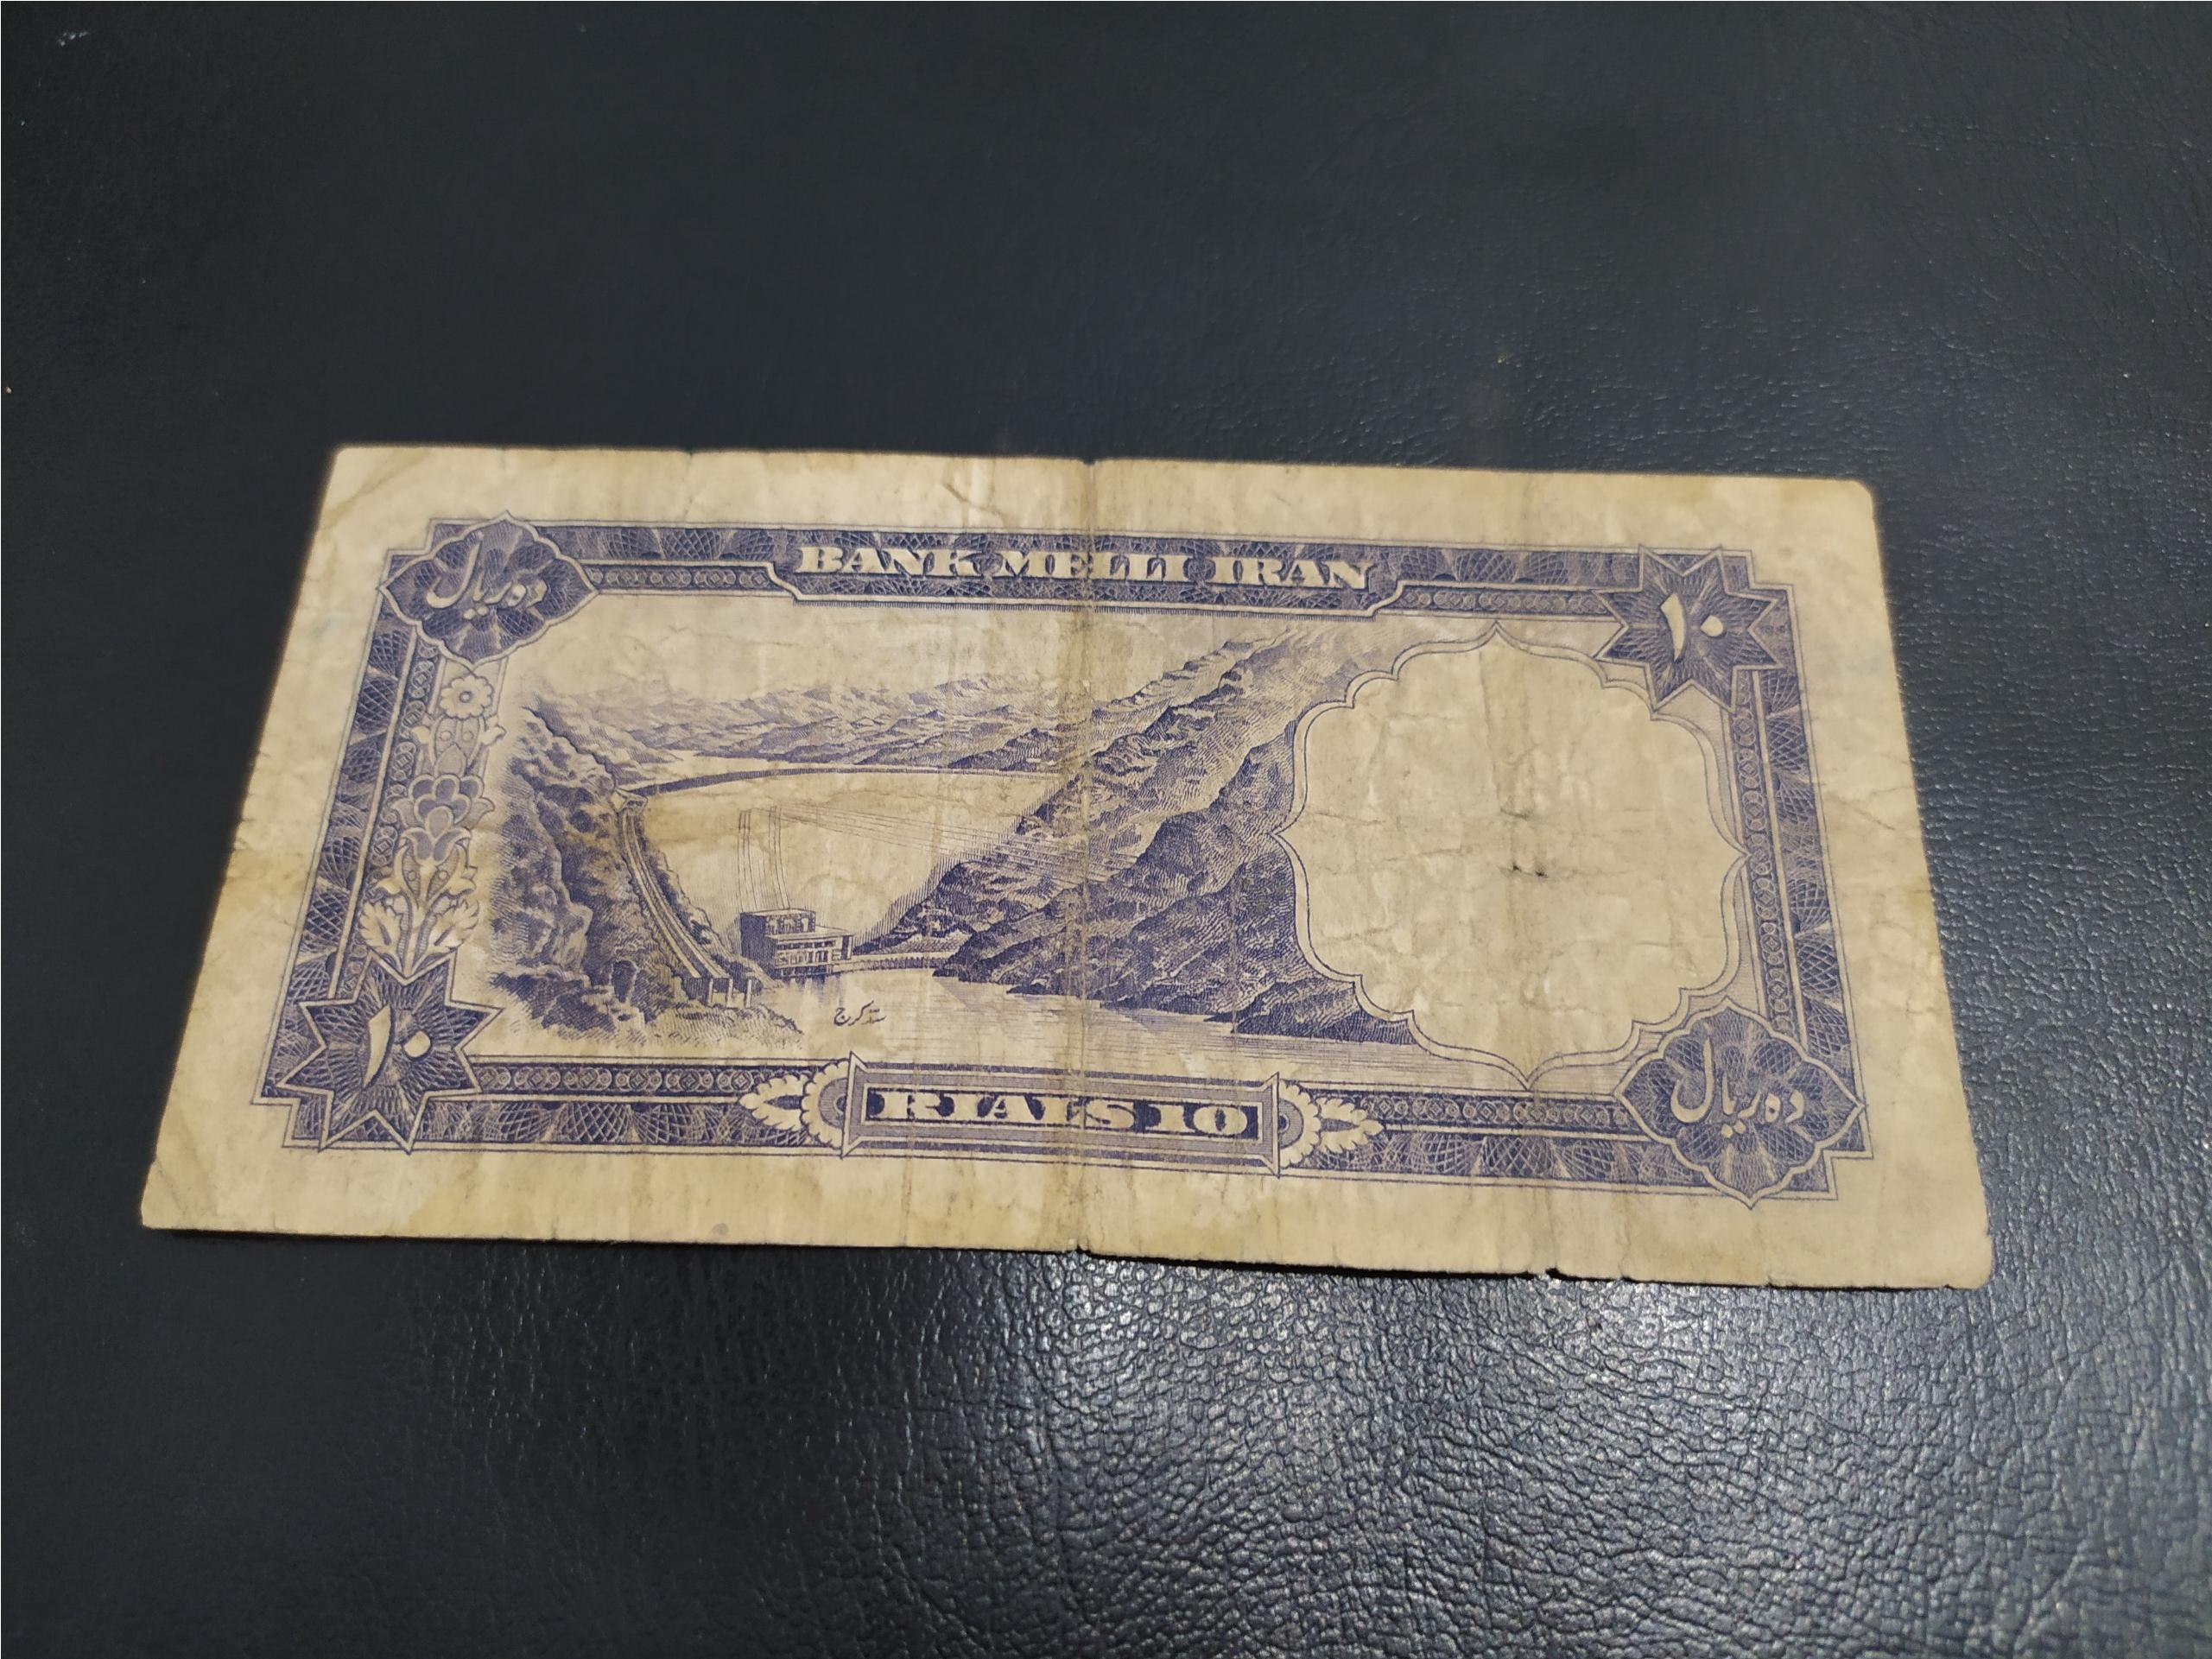 BANK MELLI IRAN
ده ریال
۱۰
سدّ کرج
۱۰
RIALS 10
ده ریال